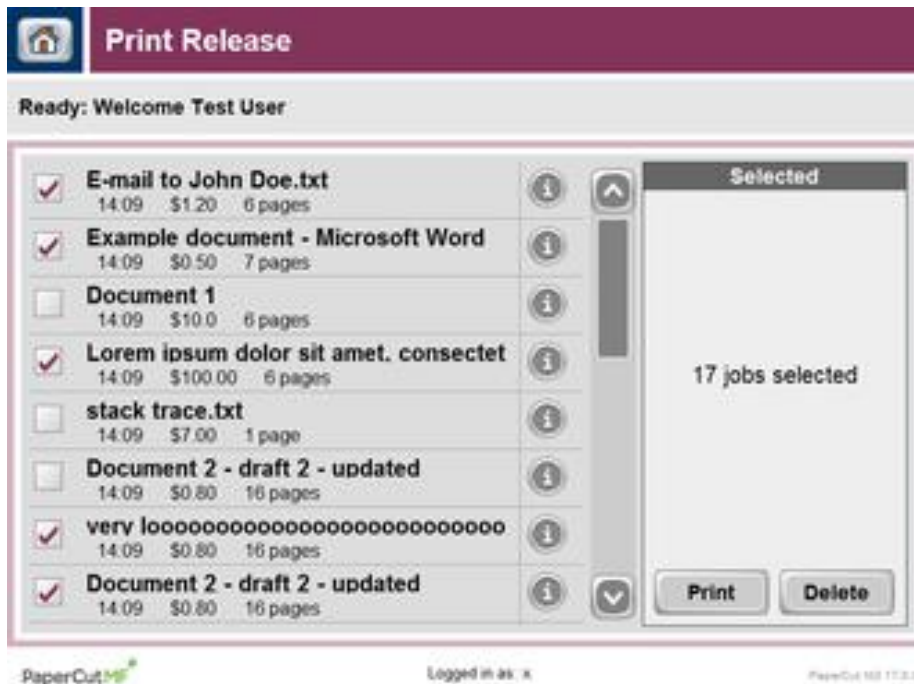 Print Release
Ready: Welcome Test User
E-mail to John Doe.txt
14:09 $1.20 6 pages
Example document - Microsoft Word
14:09 $0.50 7 pages
Document 1
14:09 $10.0 6 pages
Lorem ipsum dolor sit amet, consectet
14:09 $100.00 6 pages
stack trace.txt
14:09 $7.00 1 page
Document 2 - draft 2 - updated
14:09 $0.80 16 pages
very looooooooooooooooooooooooooo
14:09 $0.80 16 pages
Document 2 - draft 2 - updated
14:09 $0.80 16 pages
Selected
17 jobs selected
Print Delete
PaperCut MF
Logged in as: x